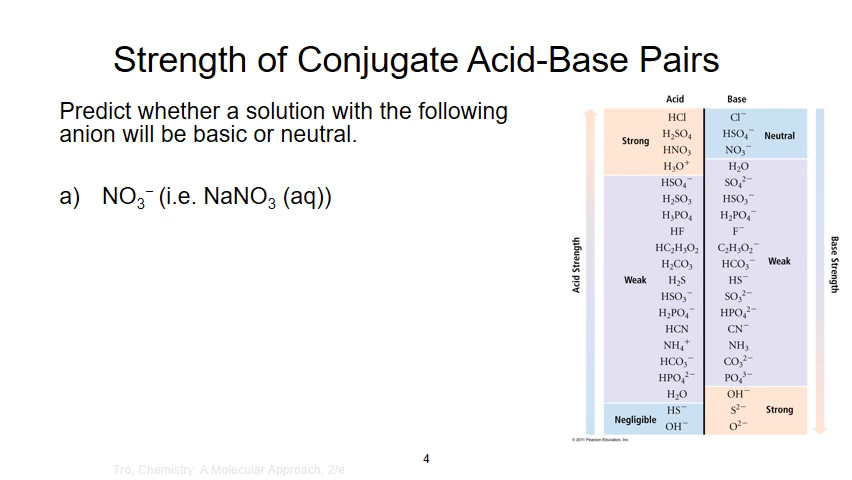 Strength of Conjugate Acid-Base Pairs
Predict whether a solution with the following
anion will be basic or neutral.
a) NO₃⁻ (i.e. NaNO₃ (aq))
Acid Base
HCl Cl⁻
Strong H₂SO₄ HSO₄⁻ Neutral
HNO₃ NO₃⁻
H₃O⁺ H₂O
HSO₄⁻ SO₄²⁻
H₂SO₃ HSO₃⁻
H₃PO₄ H₂PO₄⁻
HF F⁻
HC₂H₃O₂ C₂H₃O₂⁻
H₂CO₃ HCO₃⁻ Weak
Weak H₂S HS⁻
HSO₃⁻ SO₃²⁻
H₂PO₄⁻ HPO₄²⁻
HCN CN⁻
NH₄⁺ NH₃
HCO₃⁻ CO₃²⁻
HPO₄²⁻ PO₄³⁻
H₂O OH⁻
HS⁻ S²⁻ Strong
Negligible OH⁻ O²⁻
Acid Strength
Base Strength
© 2011 Pearson Education, Inc.
Tro, Chemistry: A Molecular Approach, 2/e
4